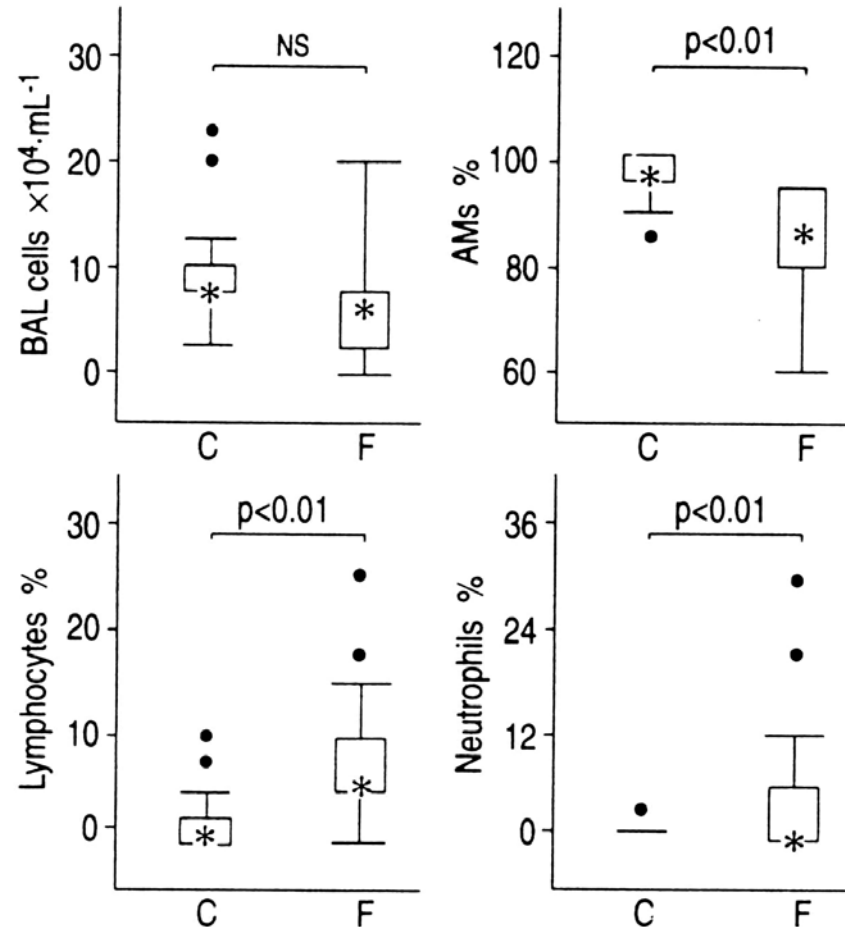 BAL cells ×10⁴·mL⁻¹
30
20
10
0
NS
*
*
C
F
AMs %
120
100
80
60
p<0.01
*
*
C
F
Lymphocytes %
30
20
10
0
p<0.01
*
*
C
F
Neutrophils %
36
24
12
0
p<0.01
*
C
F